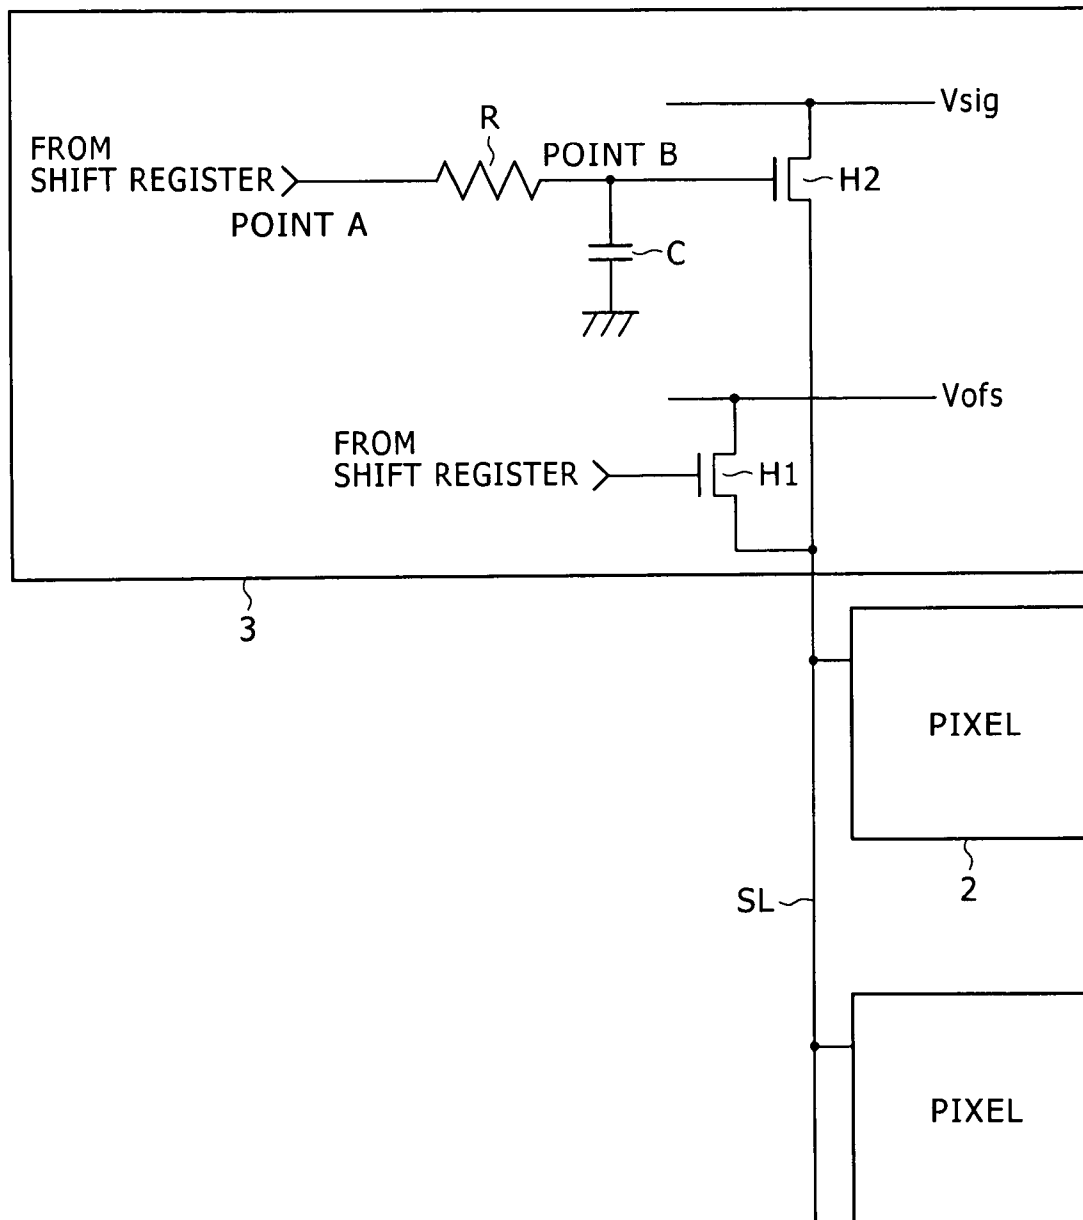 Vsig
R
FROM
SHIFT REGISTER
POINT B
H2
POINT A
C
Vofs
FROM
SHIFT REGISTER
H1
3
PIXEL
2
SL
PIXEL